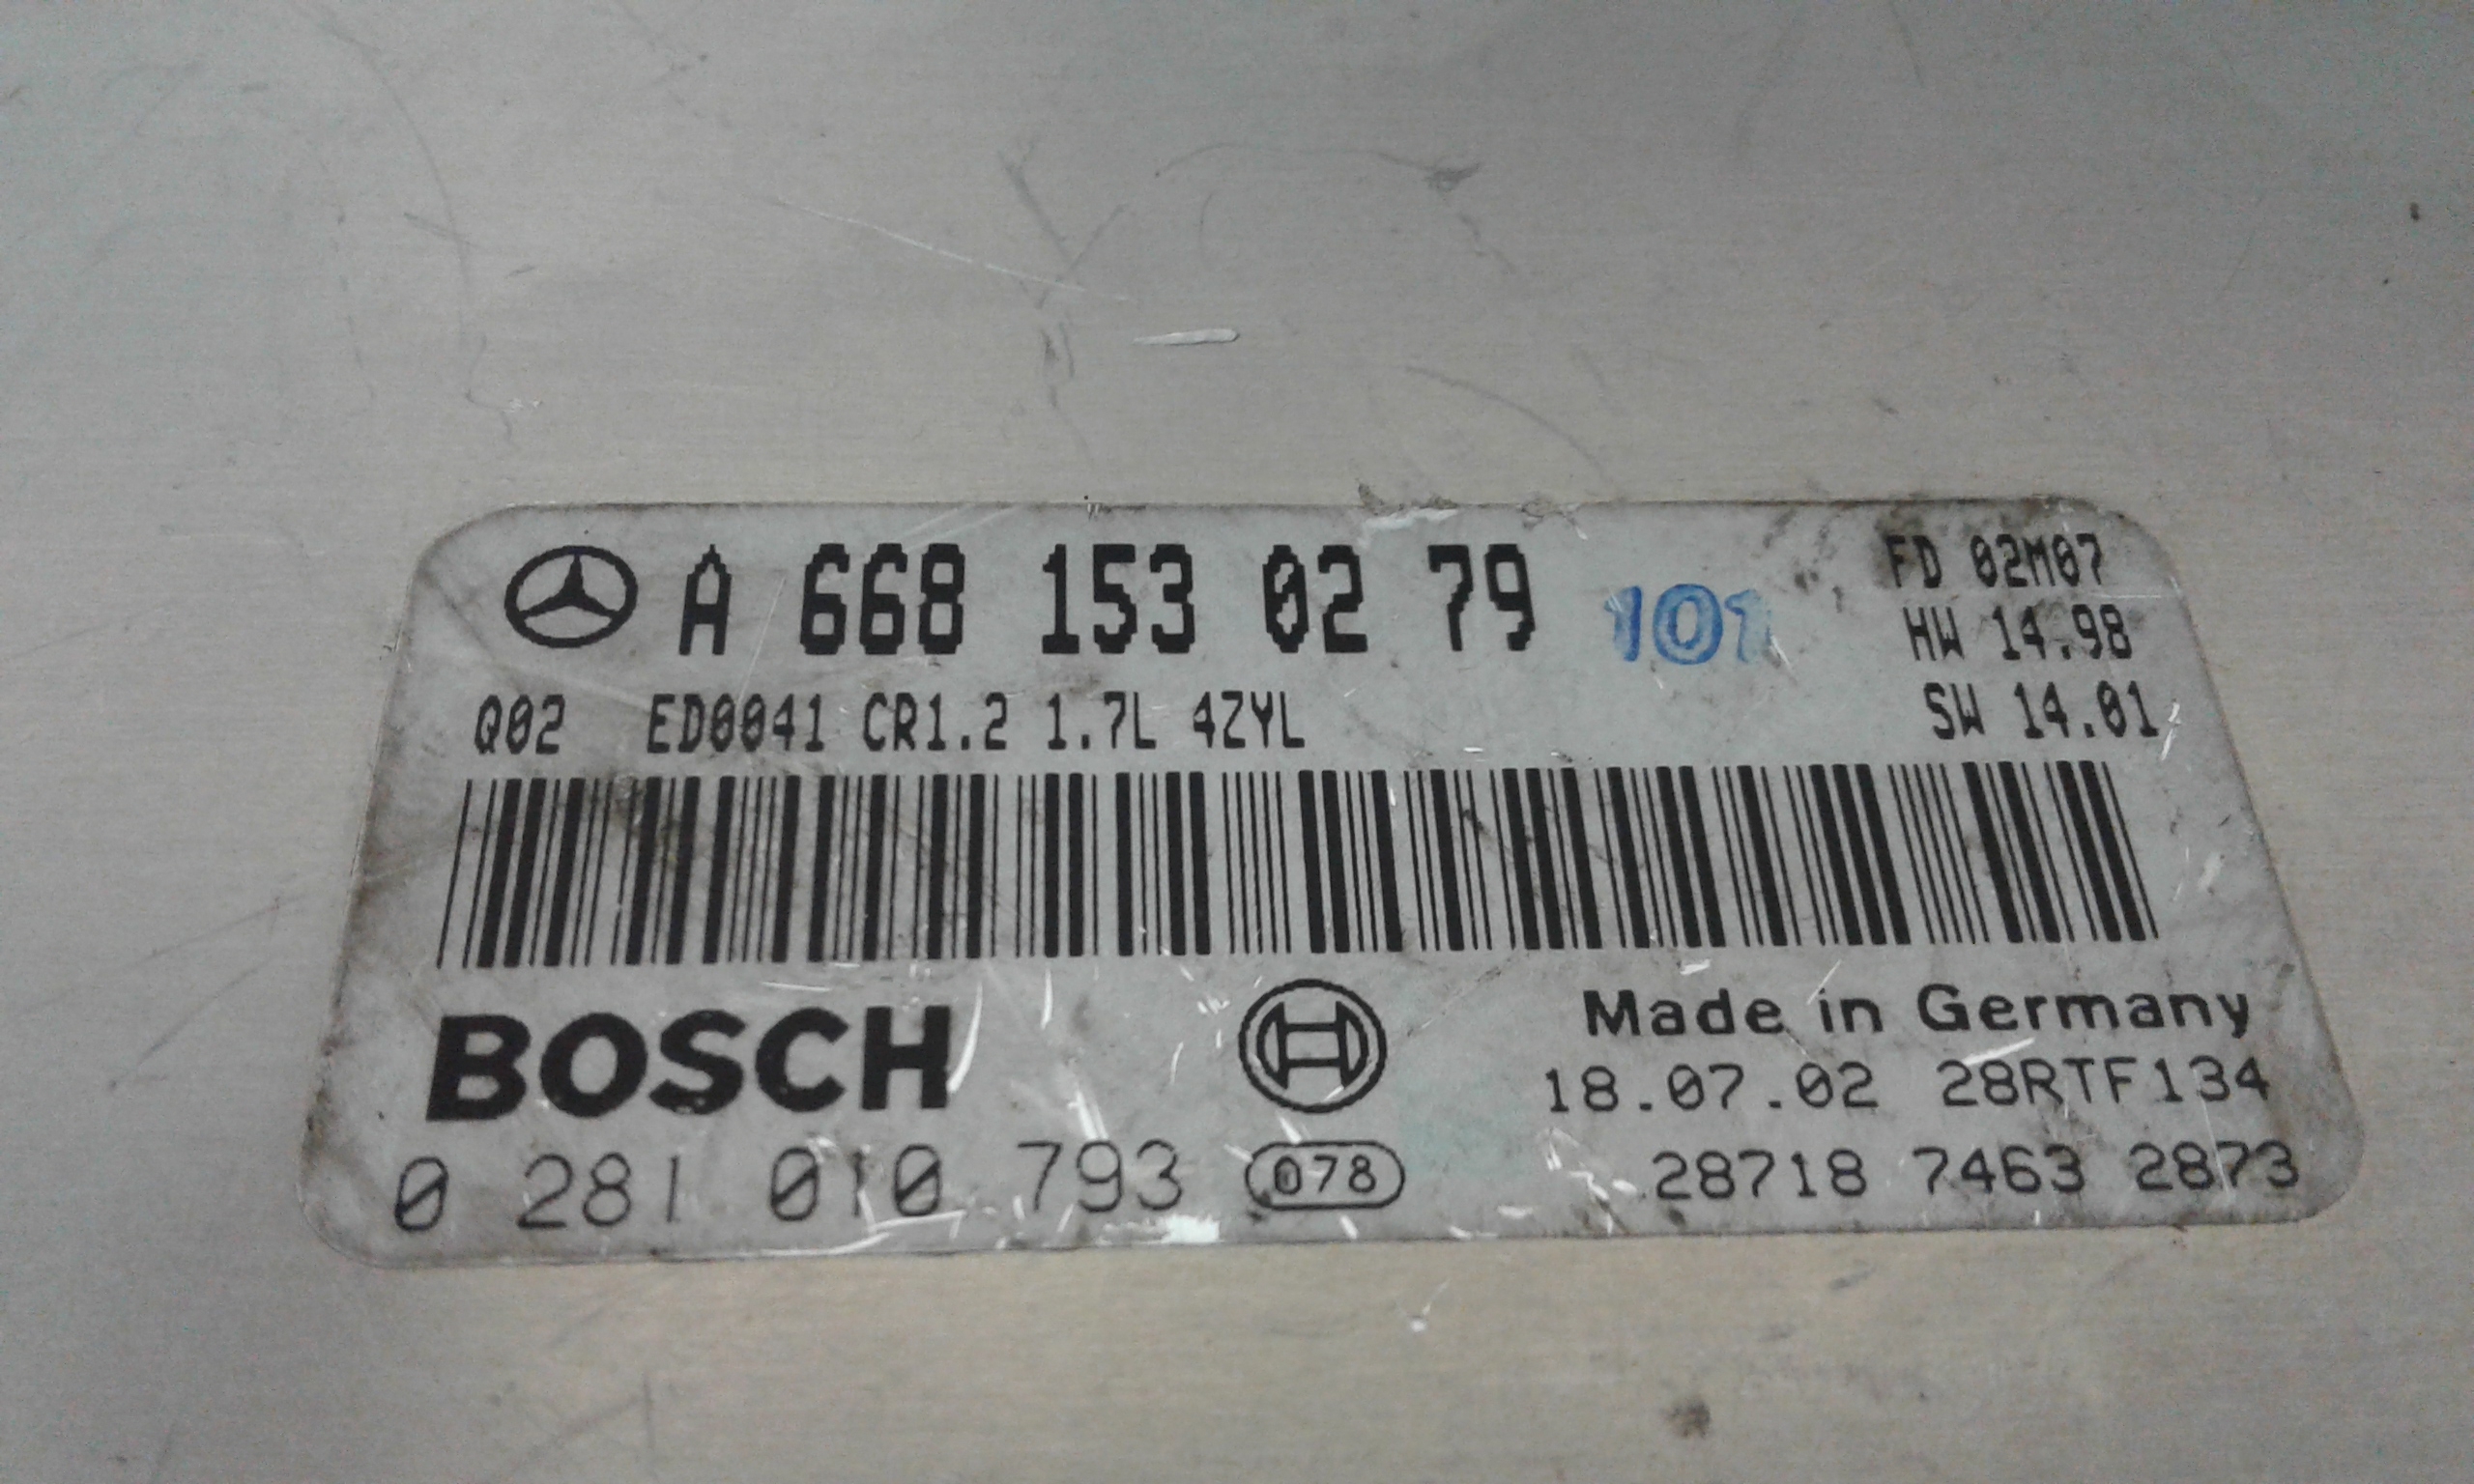 A 668 153 02 79 101 FD 02M07
HW 14.98
Q02 ED0041 CR1.2 1.7L 4ZYL SW 14.01
BOSCH Made in Germany
18.07.02 28RTF134
0 281 010 793 078 28718 7463 2873